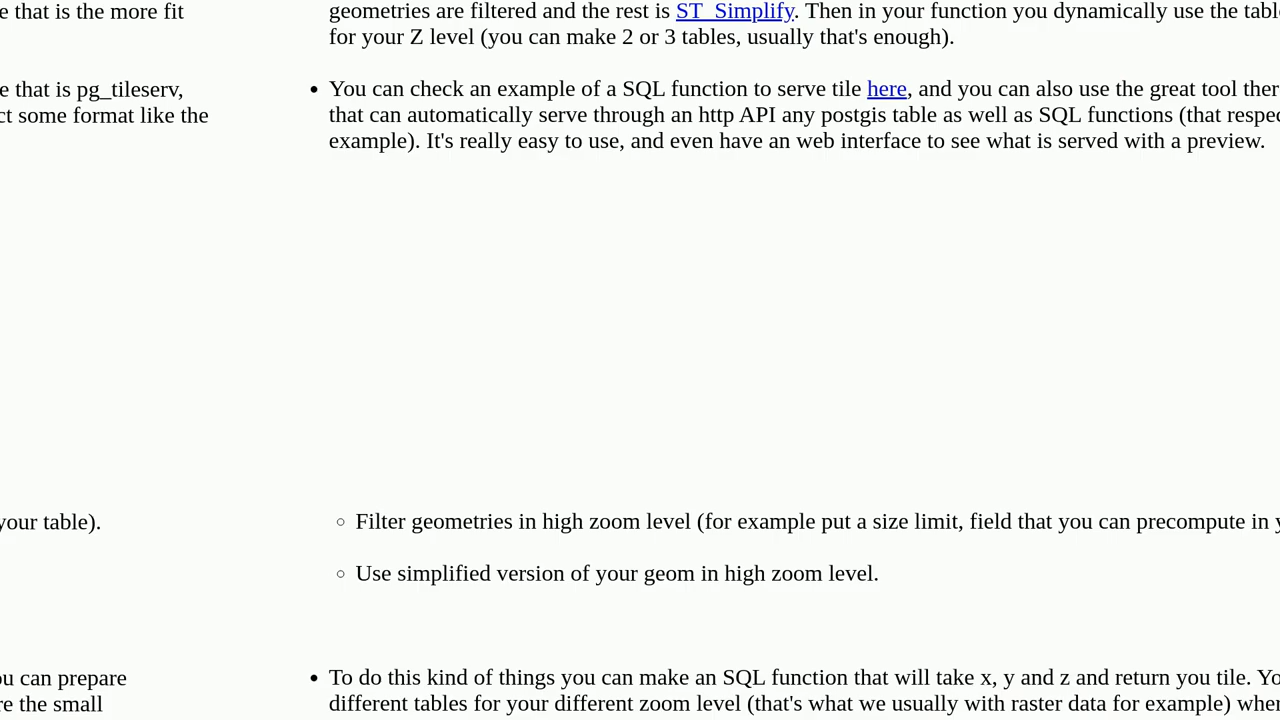 e that is the more fit
geometries are filtered and the rest is ST_Simplify. Then in your function you dynamically use the
for your Z level (you can make 2 or 3 tables, usually that's enough).
e that is pg_tileserv,
ct some format like the
You can check an example of a SQL function to serve tile here, and you can also use the great tool
that can automatically serve through an http API any postgis table as well as SQL functions (that
example). It's really easy to use, and even have an web interface to see what is served with a preview.
your table).
Filter geometries in high zoom level (for example put a size limit, field that you can precompute in
Use simplified version of your geom in high zoom level.
ou can prepare
re the small
To do this kind of things you can make an SQL function that will take x, y and z and return you tile.
different tables for your different zoom level (that's what we usually with raster data for example)